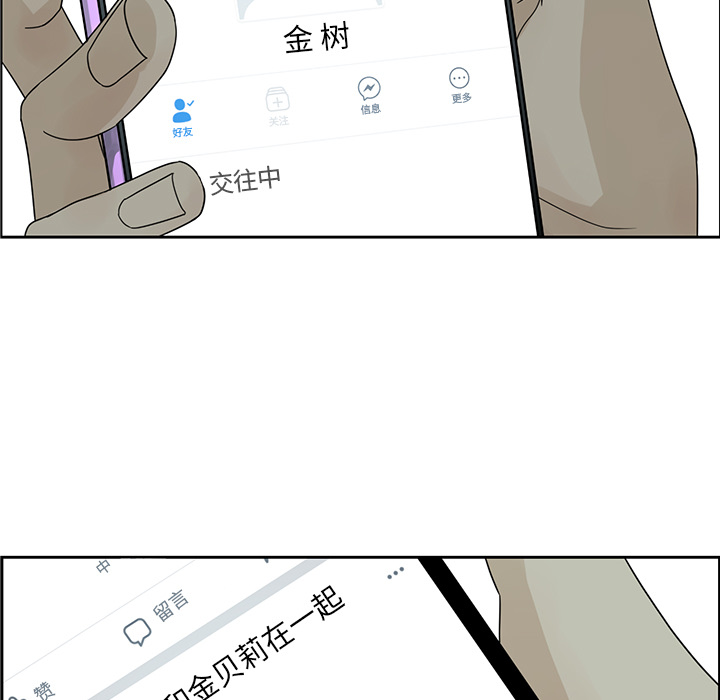 金树
好友 关注 信息 更多
交往中
中
留言
赞
和金贝莉在一起